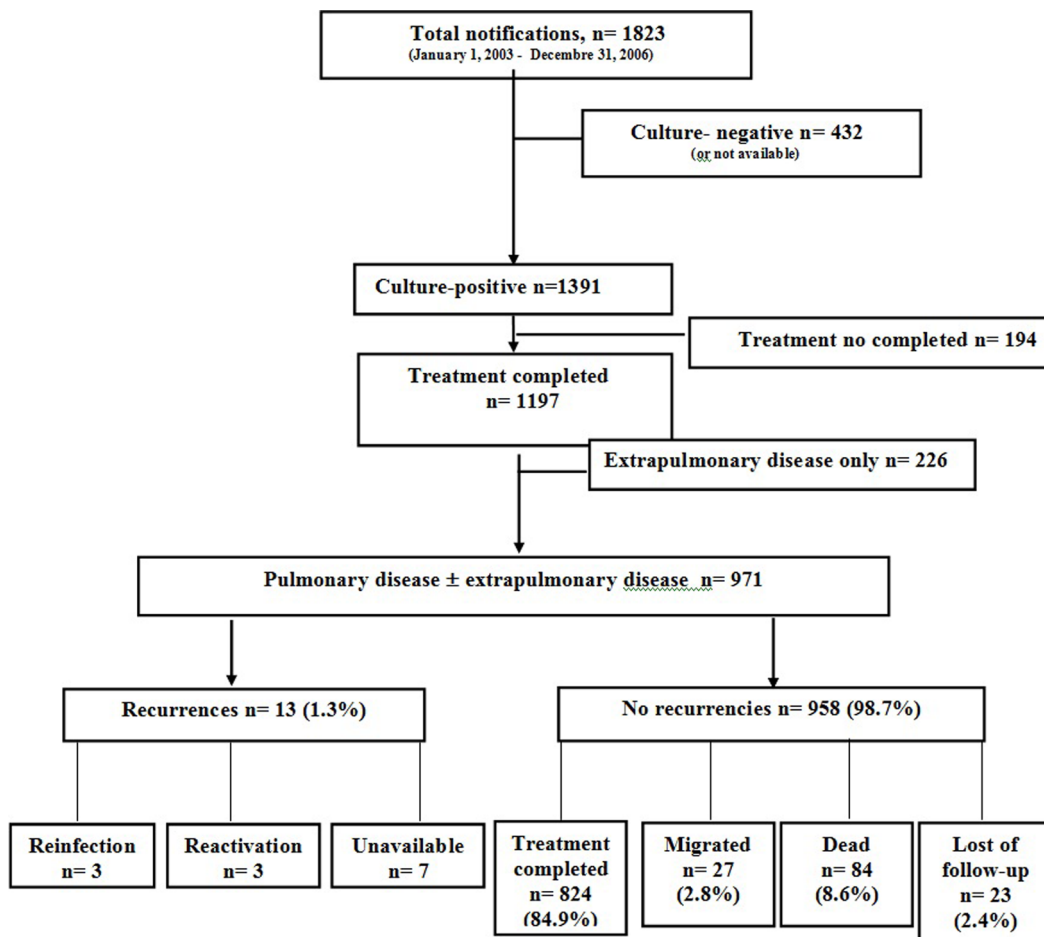 Total notifications, n= 1823
(January 1, 2003 - Decembre 31, 2006)
Culture- negative n= 432
(or not available)
Culture-positive n=1391
Treatment no completed n= 194
Treatment completed
n= 1197
Extrapulmonary disease only n= 226
Pulmonary disease ± extrapulmonary disease n= 971
Recurrences n= 13 (1.3%)
No recurrencies n= 958 (98.7%)
Reinfection
n= 3
Reactivation
n= 3
Unavailable
n= 7
Treatment
completed
n= 824
(84.9%)
Migrated
n= 27
(2.8%)
Dead
n= 84
(8.6%)
Lost of
follow-up
n= 23
(2.4%)